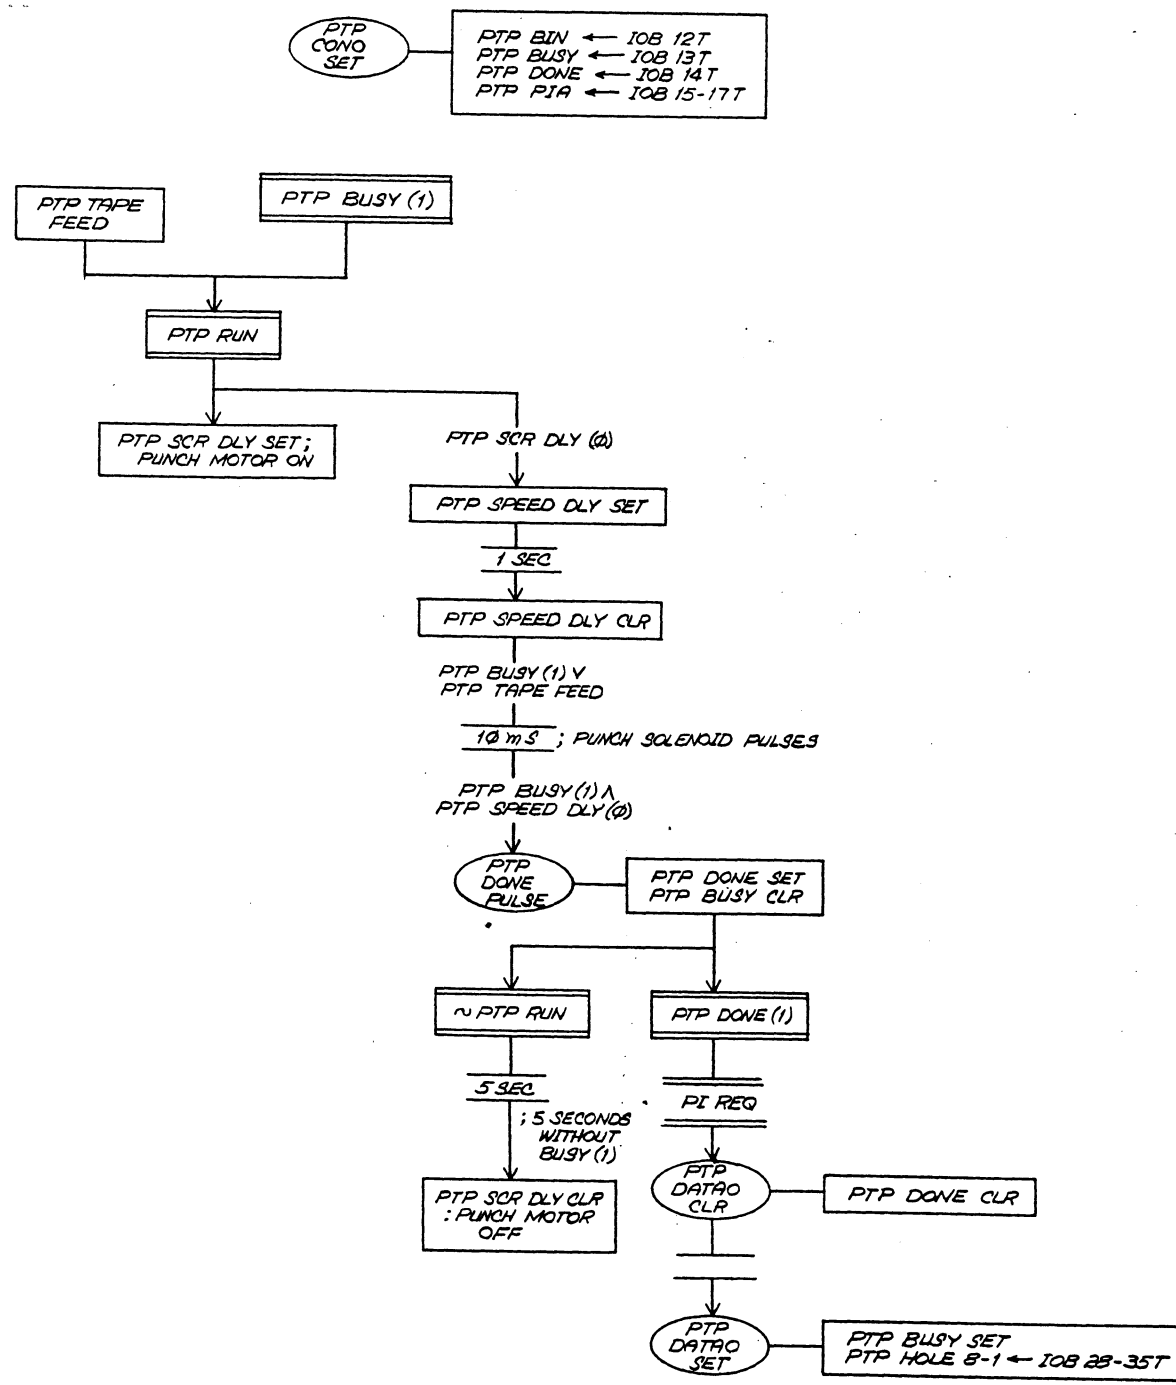 PTP
CONO
SET
PTP BIN ← IOB 12T
PTP BUSY ← IOB 13T
PTP DONE ← IOB 14T
PTP PIA ← IOB 15-17T
PTP TAPE
FEED
PTP BUSY (1)
PTP RUN
PTP SCR DLY SET;
PUNCH MOTOR ON
PTP SCR DLY (Ø)
PTP SPEED DLY SET
1 SEC
PTP SPEED DLY CLR
PTP BUSY (1) V
PTP TAPE FEED
1Ø mS ; PUNCH SOLENOID PULSES
PTP BUSY (1) Λ
PTP SPEED DLY (Ø)
PTP
DONE
PULSE
PTP DONE SET
PTP BUSY CLR
~ PTP RUN
PTP DONE (1)
5 SEC
PI REQ
; 5 SECONDS
WITHOUT
BUSY (1)
PTP SCR DLY CLR
: PUNCH MOTOR
OFF
PTP
DATAO
CLR
PTP DONE CLR
PTP
DATAO
SET
PTP BUSY SET
PTP HOLE 8-1 ← IOB 28-35T